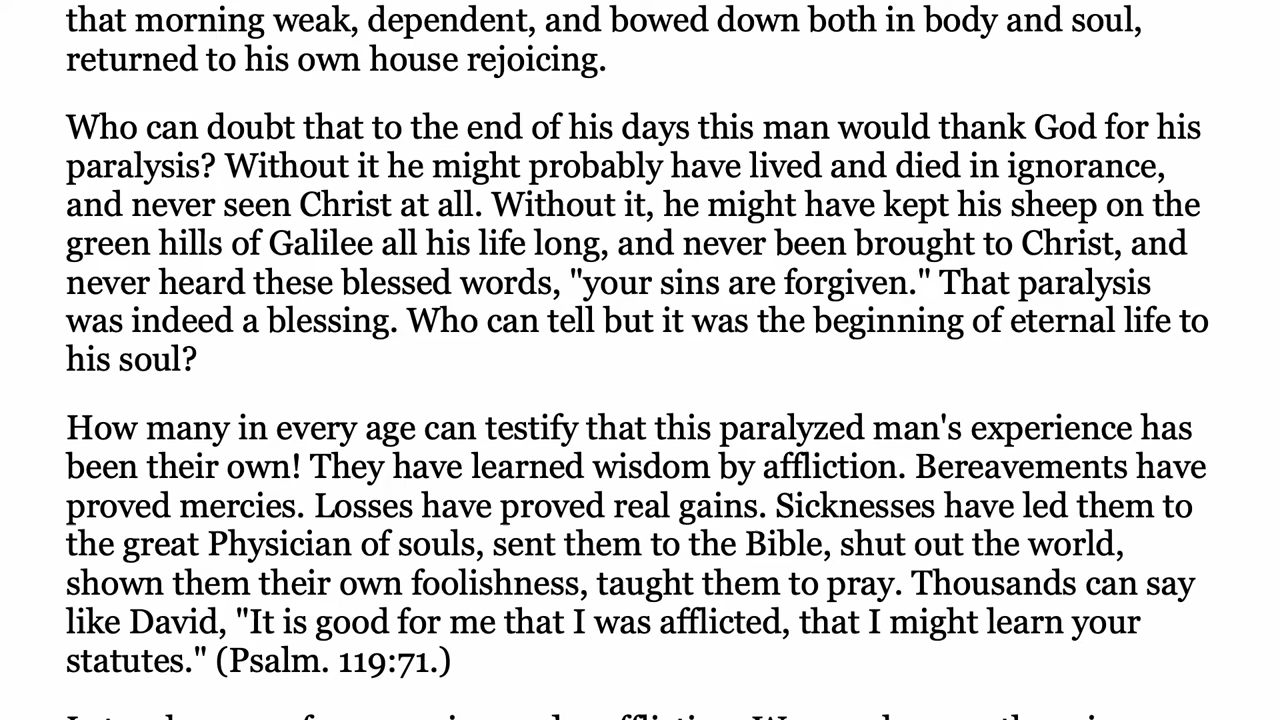 that morning weak, dependent, and bowed down both in body and soul,
returned to his own house rejoicing.
Who can doubt that to the end of his days this man would thank God for his
paralysis? Without it he might probably have lived and died in ignorance,
and never seen Christ at all. Without it, he might have kept his sheep on the
green hills of Galilee all his life long, and never been brought to Christ, and
never heard these blessed words, "your sins are forgiven." That paralysis
was indeed a blessing. Who can tell but it was the beginning of eternal life to
his soul?
How many in every age can testify that this paralyzed man's experience has
been their own! They have learned wisdom by affliction. Bereavements have
proved mercies. Losses have proved real gains. Sicknesses have led them to
the great Physician of souls, sent them to the Bible, shut out the world,
shown them their own foolishness, taught them to pray. Thousands can say
like David, "It is good for me that I was afflicted, that I might learn your
statutes." (Psalm. 119:71.)